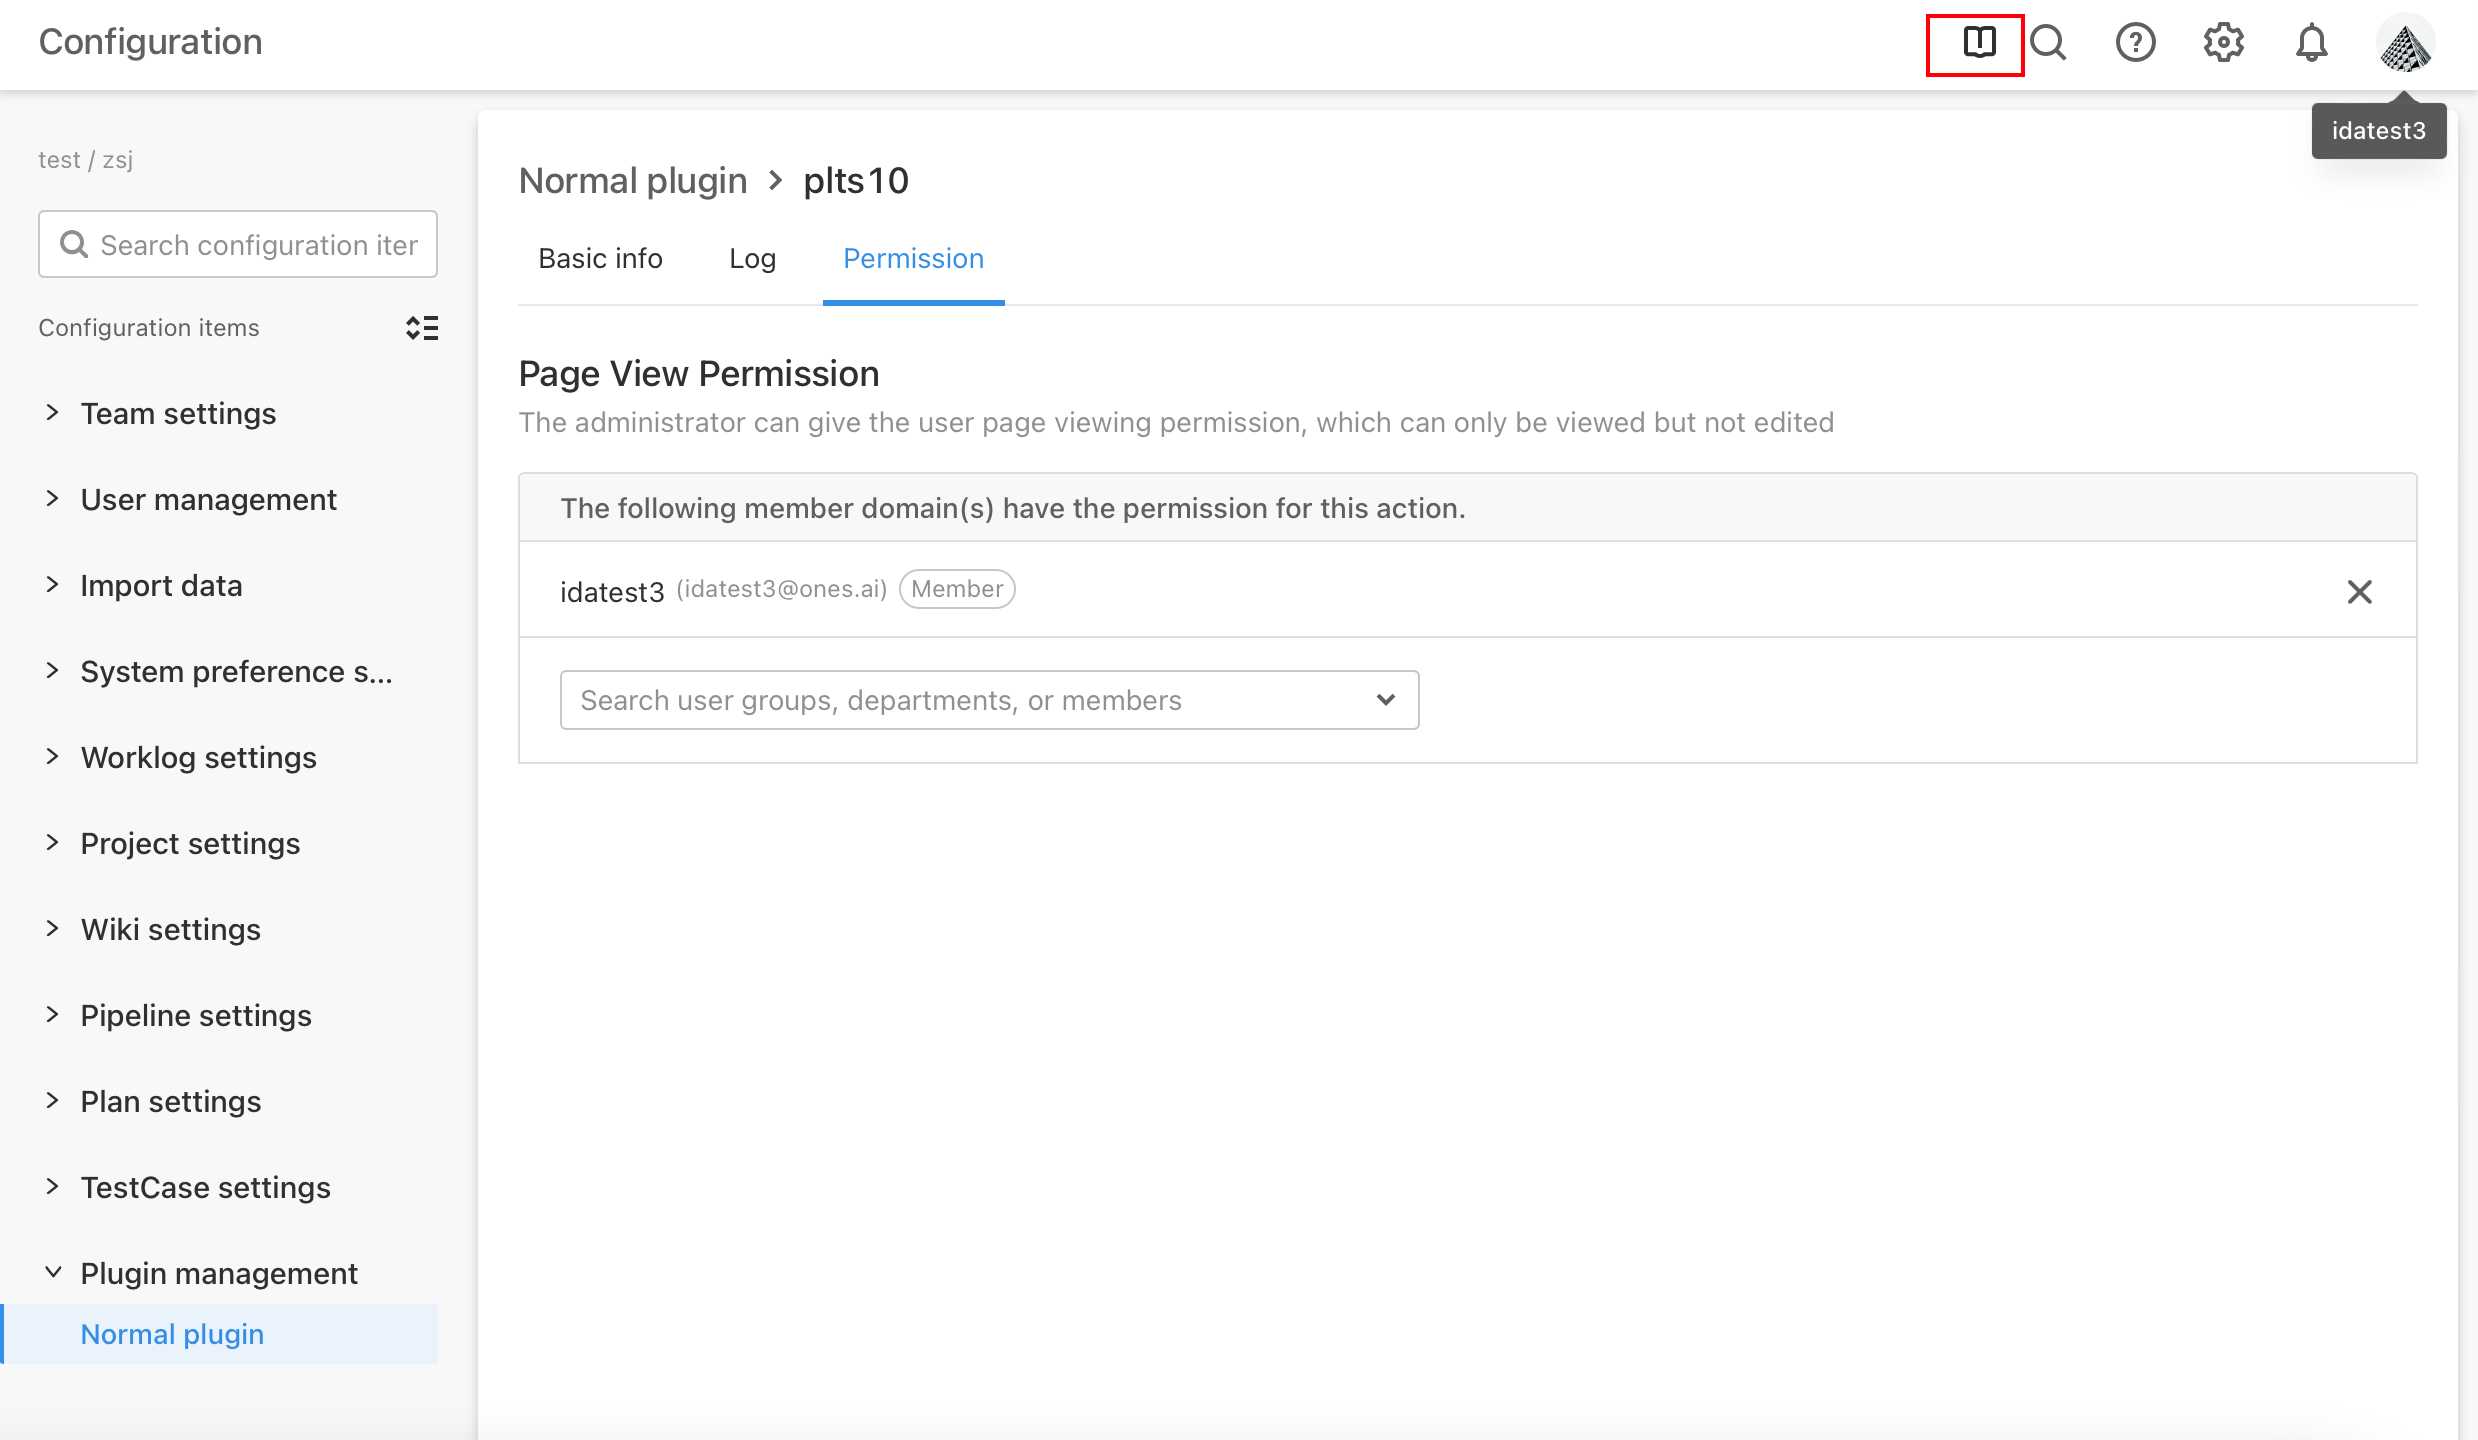 Configuration
idatest3
test / zsj
Search configuration iter
Configuration items
Team settings
User management
Import data
System preference s...
Worklog settings
Project settings
Wiki settings
Pipeline settings
Plan settings
TestCase settings
Plugin management
Normal plugin
Normal plugin > plts10
Basic info Log Permission
Page View Permission
The administrator can give the user page viewing permission, which can only be viewed but not edited
The following member domain(s) have the permission for this action.
idatest3 (idatest3@ones.ai) Member
Search user groups, departments, or members